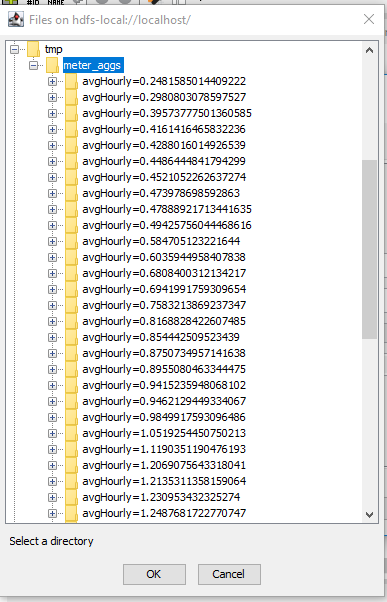 #ID NAME
Files on hdfs-local://localhost/
tmp
meter_aggs
avgHourly=0.2481585014409222
avgHourly=0.2980803078597527
avgHourly=0.39573777501360585
avgHourly=0.4161416465832236
avgHourly=0.4288016014926539
avgHourly=0.4486444841794299
avgHourly=0.4521052262637274
avgHourly=0.473978698592863
avgHourly=0.47888921713441635
avgHourly=0.49425756044468616
avgHourly=0.584705123221644
avgHourly=0.6035944958407838
avgHourly=0.6808400312134217
avgHourly=0.6941991759309654
avgHourly=0.7583213869237347
avgHourly=0.8168828422607485
avgHourly=0.854442509523439
avgHourly=0.8750734957141638
avgHourly=0.8955080463344475
avgHourly=0.9415235948068102
avgHourly=0.9462129449334067
avgHourly=0.9849917593096486
avgHourly=1.0519254450750213
avgHourly=1.1190351190476193
avgHourly=1.2069075643318041
avgHourly=1.2135311358159064
avgHourly=1.230953432325274
avgHourly=1.2487681722770747
Select a directory
OK Cancel